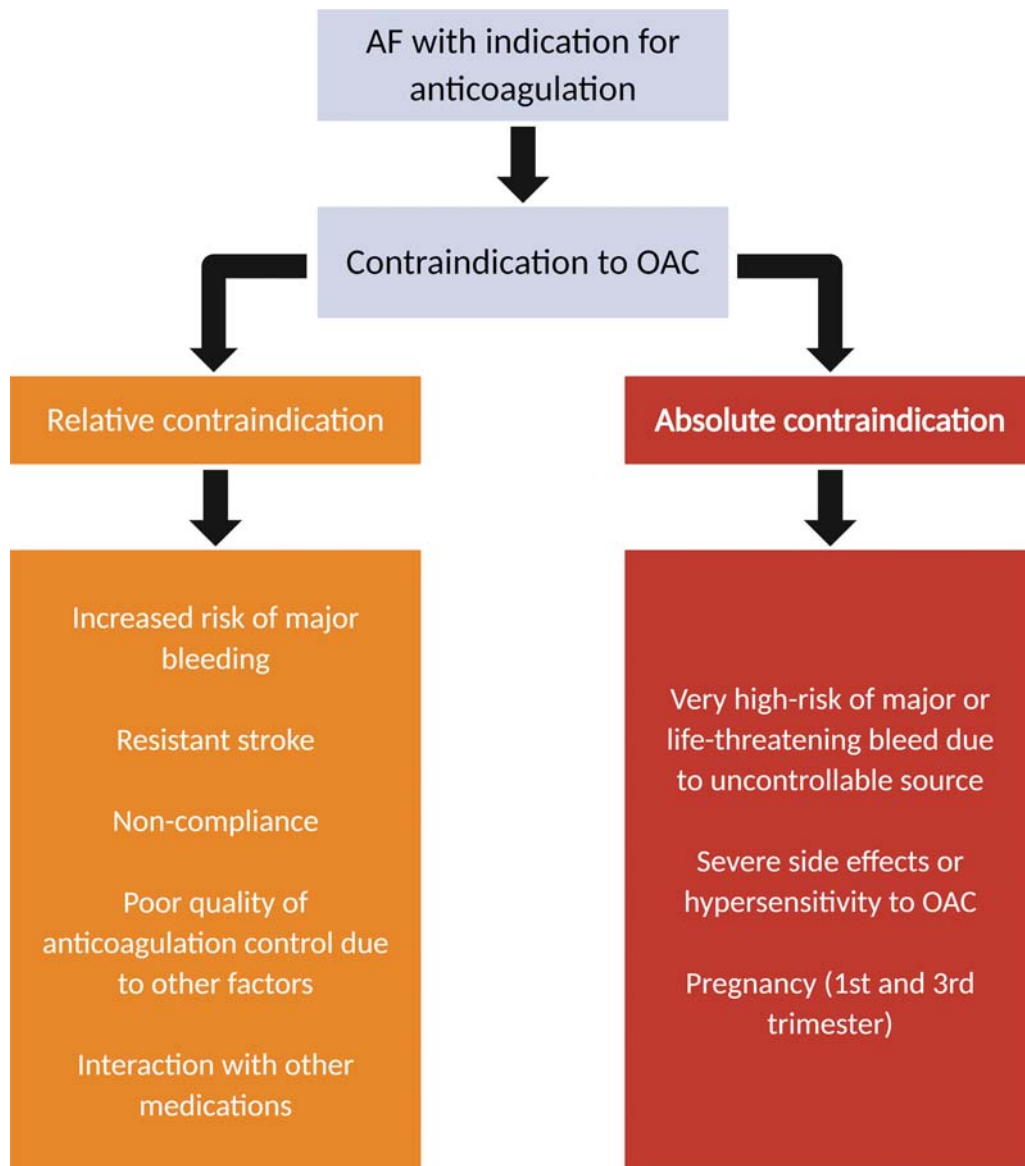 AF with indication for
anticoagulation
Contraindication to OAC
Relative contraindication
Absolute contraindication
Increased risk of major
bleeding
Resistant stroke
Non-compliance
Poor quality of
anticoagulation control due
to other factors
Interaction with other
medications
Very high-risk of major or
life-threatening bleed due
to uncontrollable source
Severe side effects or
hypersensitivity to OAC
Pregnancy (1st and 3rd
trimester)